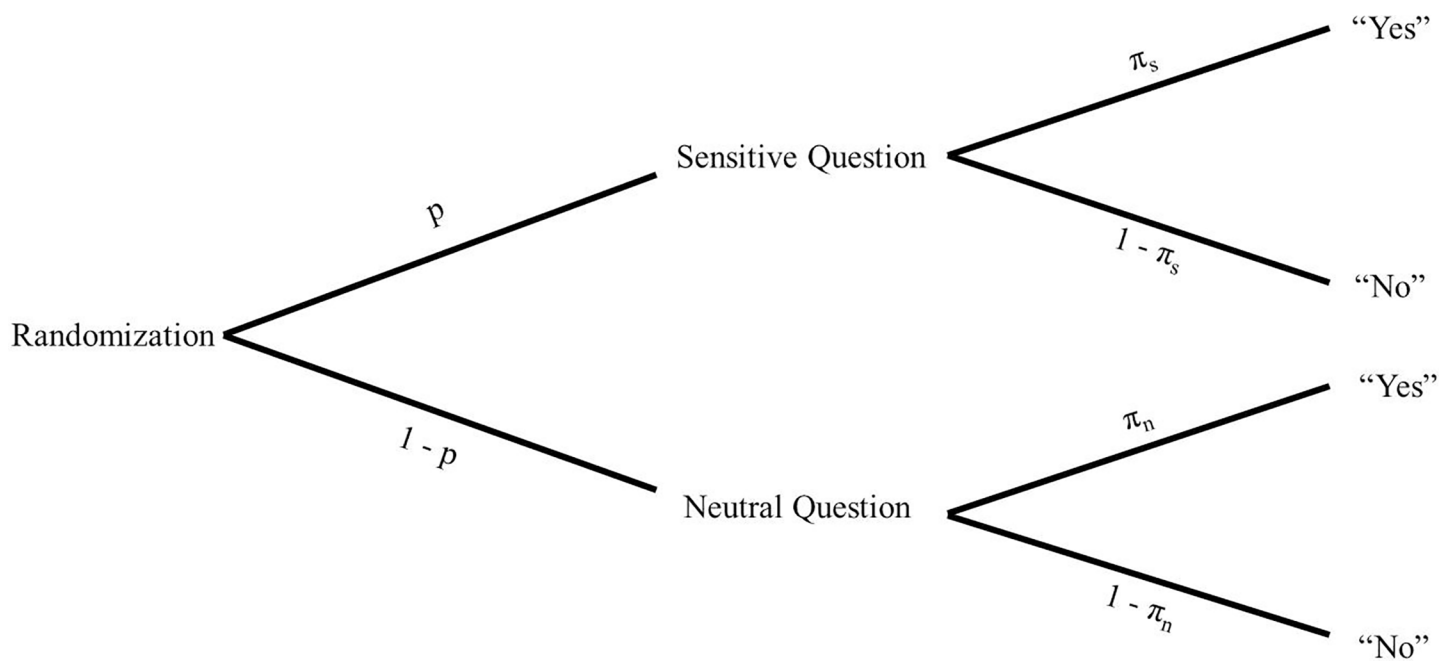 “Yes”
πs
Sensitive Question
p
1 - πs
“No”
Randomization
“Yes”
πn
1 - p
Neutral Question
1 - πn
“No”